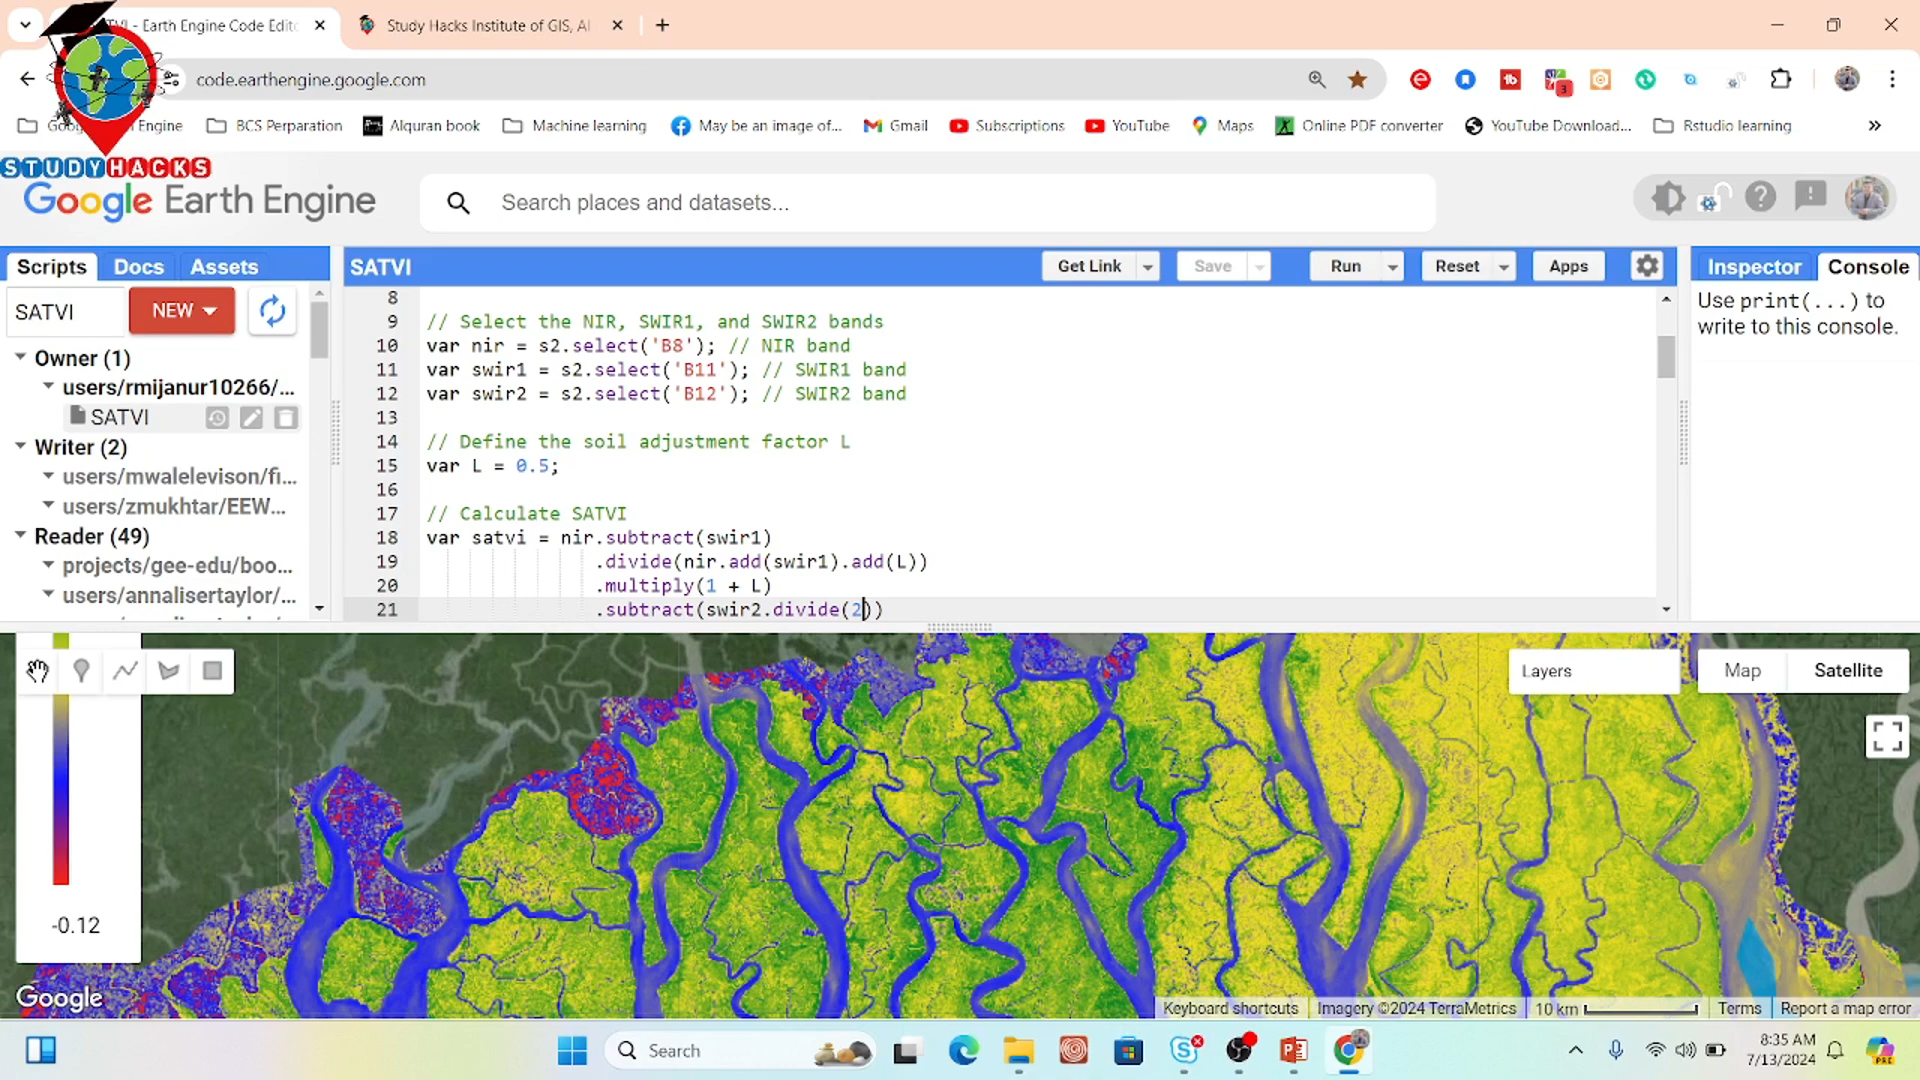 TVI - Earth Engine Code Edito
Study Hacks Institute of GIS, AI
code.earthengine.google.com
3
Engine
BCS Perparation
Alquran book
Machine learning
May be an image of...
Gmail
Subscriptions
YouTube
Maps
Online PDF converter
YouTube Download...
Rstudio learning
STUDYHACKS
Google Earth Engine
Search places and datasets...
Scripts
Docs
Assets
SATVI
Get Link
Save
Run
Reset
Apps
Inspector
Console
SATVI
NEW
Owner (1)
users/rmijanur10266/...
SATVI
Writer (2)
users/mwalelevison/fi...
users/zmukhtar/EEW...
Reader (49)
projects/gee-edu/boo...
users/annalisertaylor/...
8
9 // Select the NIR, SWIR1, and SWIR2 bands
10 var nir = s2.select('B8'); // NIR band
11 var swir1 = s2.select('B11'); // SWIR1 band
12 var swir2 = s2.select('B12'); // SWIR2 band
13
14 // Define the soil adjustment factor L
15 var L = 0.5;
16
17 // Calculate SATVI
18 var satvi = nir.subtract(swir1)
19 .divide(nir.add(swir1).add(L))
20 .multiply(1 + L)
21 .subtract(swir2.divide(2))
Use print(...) to
write to this console.
Layers
Map
Satellite
-0.12
Google
Keyboard shortcuts
Imagery ©2024 TerraMetrics
10 km
Terms
Report a map error
Search
8:35 AM
7/13/2024
PRE